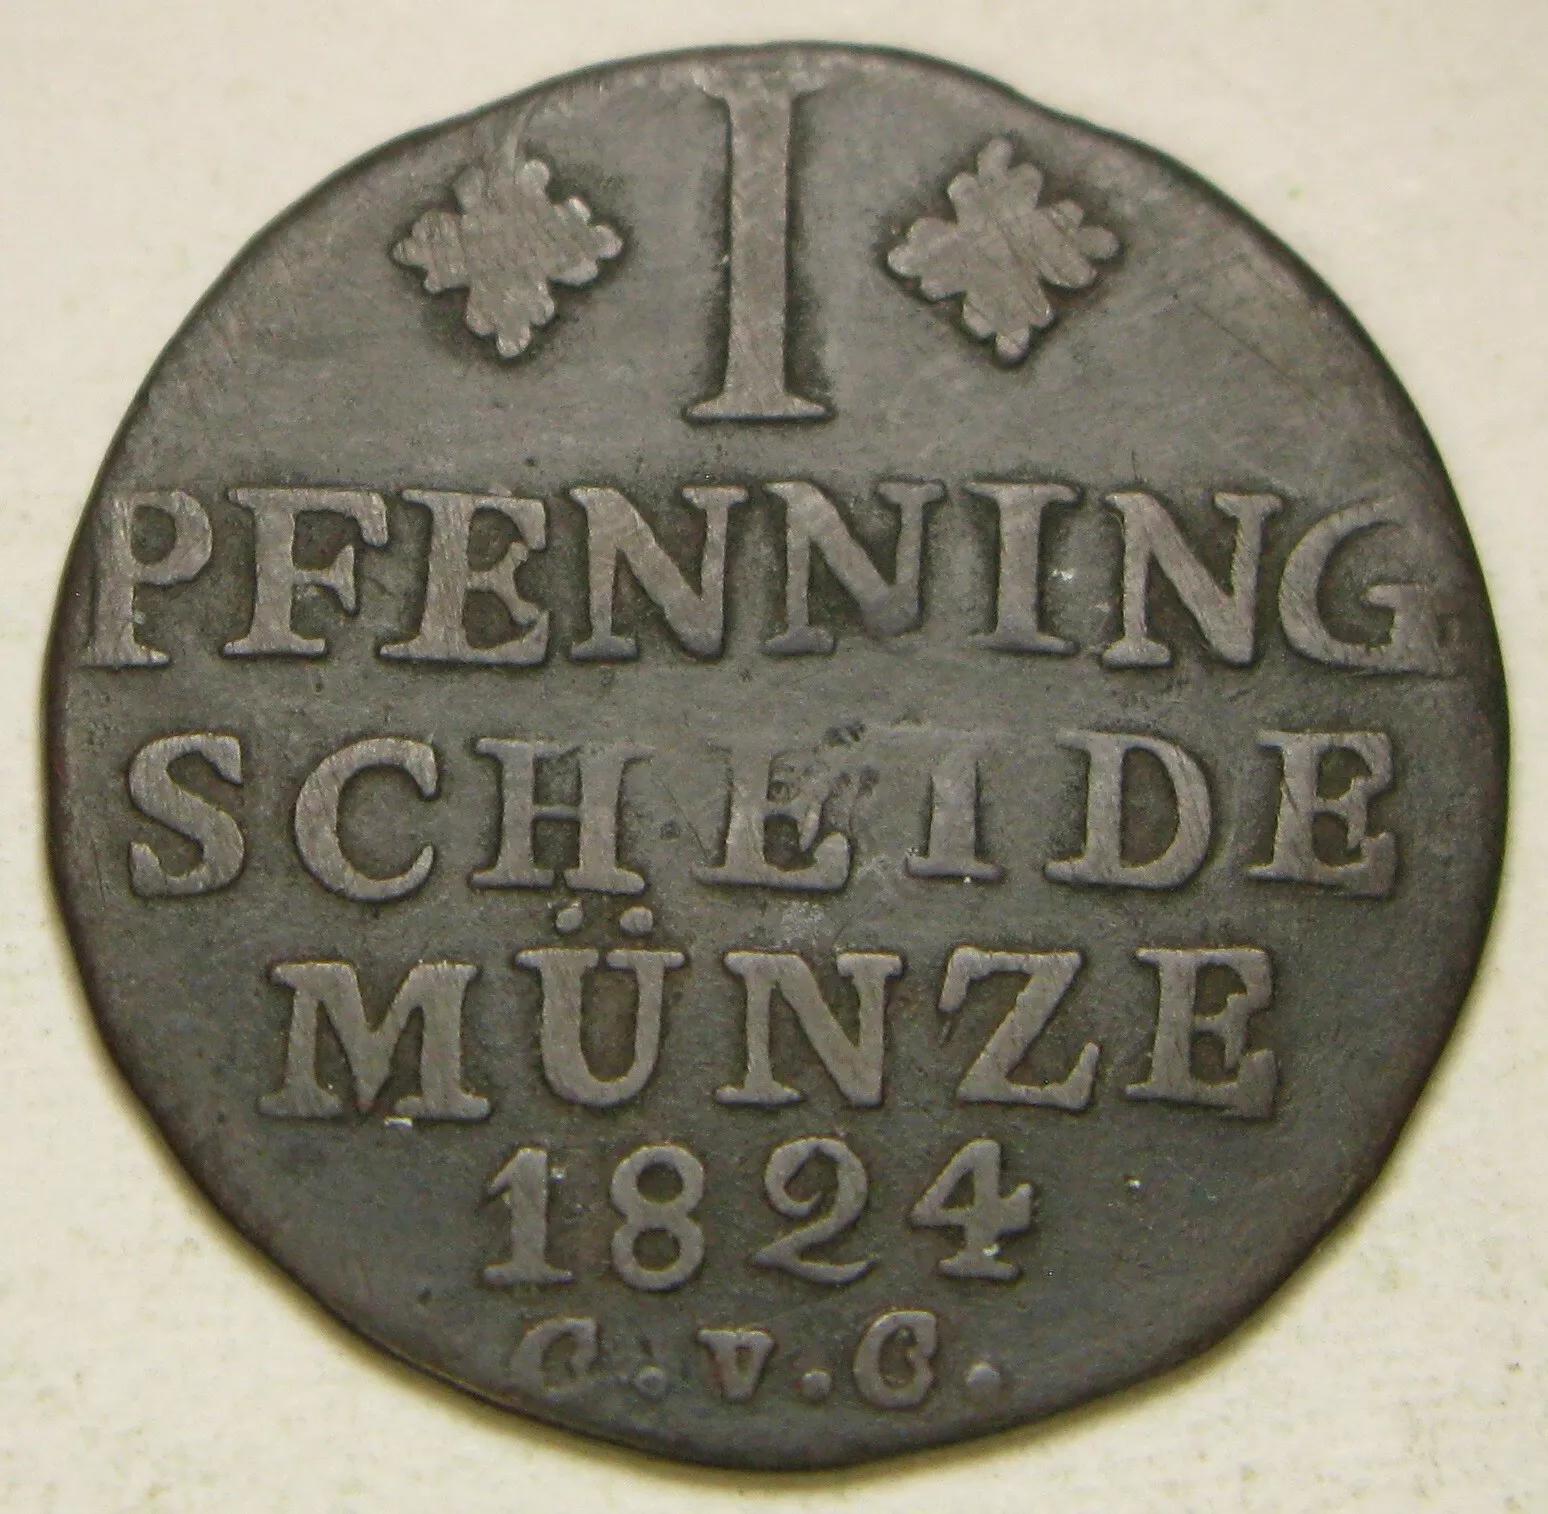 I
PFENNING
SCHEIDE
MÜNZE
1824
C.v.C.